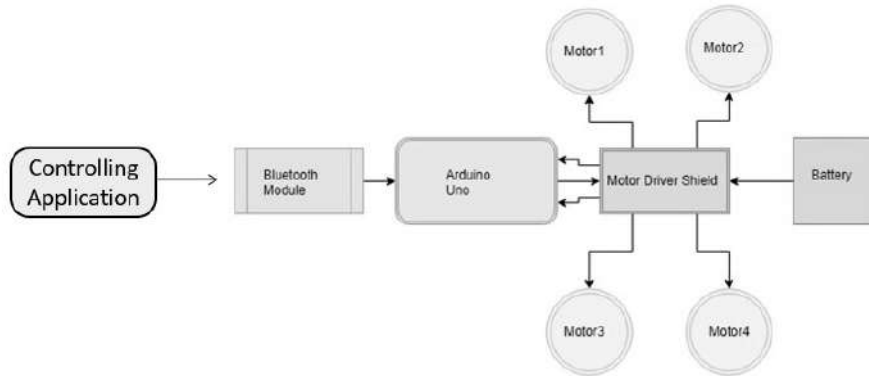 Motor1
Motor2
Controlling
Application
Bluetooth
Module
Arduino
Uno
Motor Driver Shield
Battery
Motor3
Motor4